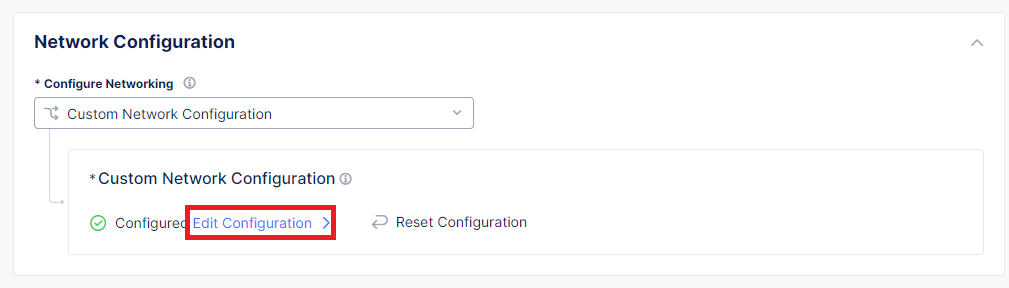 Network Configuration
* Configure Networking
Custom Network Configuration
* Custom Network Configuration
Configured Edit Configuration Reset Configuration